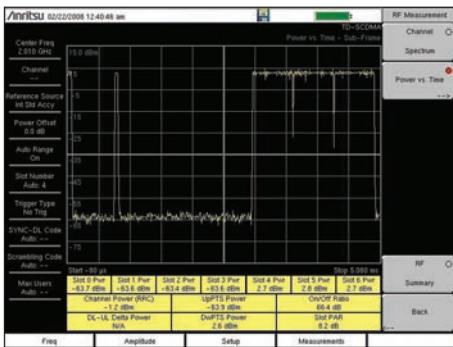 Anritsu 02/22/2008 12:40:46 am
TD-SCDMA
Power vs. Time - Sub-Frame
RF Measurement
Channel
Spectrum
Power vs. Time
-->
RF
Summary
Back
<--
Center Freq
2.010 GHz
Channel
--
Reference Source
Int Std Accy
Power Offset
0.0 dB
Auto Range
On
Slot Number
Auto: 4
Trigger Type
No Trig
SYNC-DL Code
Auto: --
Scrambling Code
Auto: --
Max Users
Auto: --
15.0 dBm
5
-5
-15
-25
-35
-45
-55
-65
-75
Start -80 µs
Stop 5.080 ms
Slot 0 Pwr Slot 1 Pwr Slot 2 Pwr Slot 3 Pwr Slot 4 Pwr Slot 5 Pwr Slot 6 Pwr
-63.7 dBm -63.6 dBm -63.4 dBm -63.6 dBm 2.7 dBm 2.8 dBm 2.7 dBm
Channel Power (RRC) UpPTS Power On/Off Ratio
-1.2 dBm -63.9 dBm 66.4 dB
DL-UL Delta Power DwPTS Power Slot PAR
N/A 2.6 dBm 8.2 dB
Freq Amplitude Setup Measurements